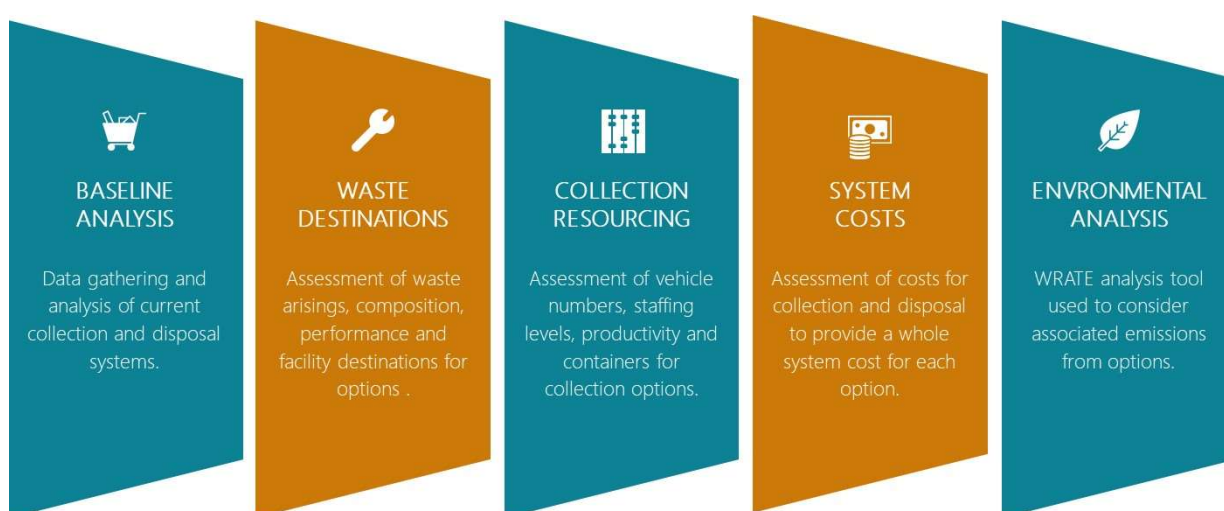 BASELINE
ANALYSIS
Data gathering and
analysis of current
collection and disposal
systems.
WASTE
DESTINATIONS
Assessment of waste
arisings, composition,
performance and
facility destinations for
options .
COLLECTION
RESOURCING
Assessment of vehicle
numbers, staffing
levels, productivity and
containers for
collection options.
SYSTEM
COSTS
Assessment of costs for
collection and disposal
to provide a whole
system cost for each
option.
ENVRONMENTAL
ANALYSIS
WRATE analysis tool
used to consider
associated emissions
from options.